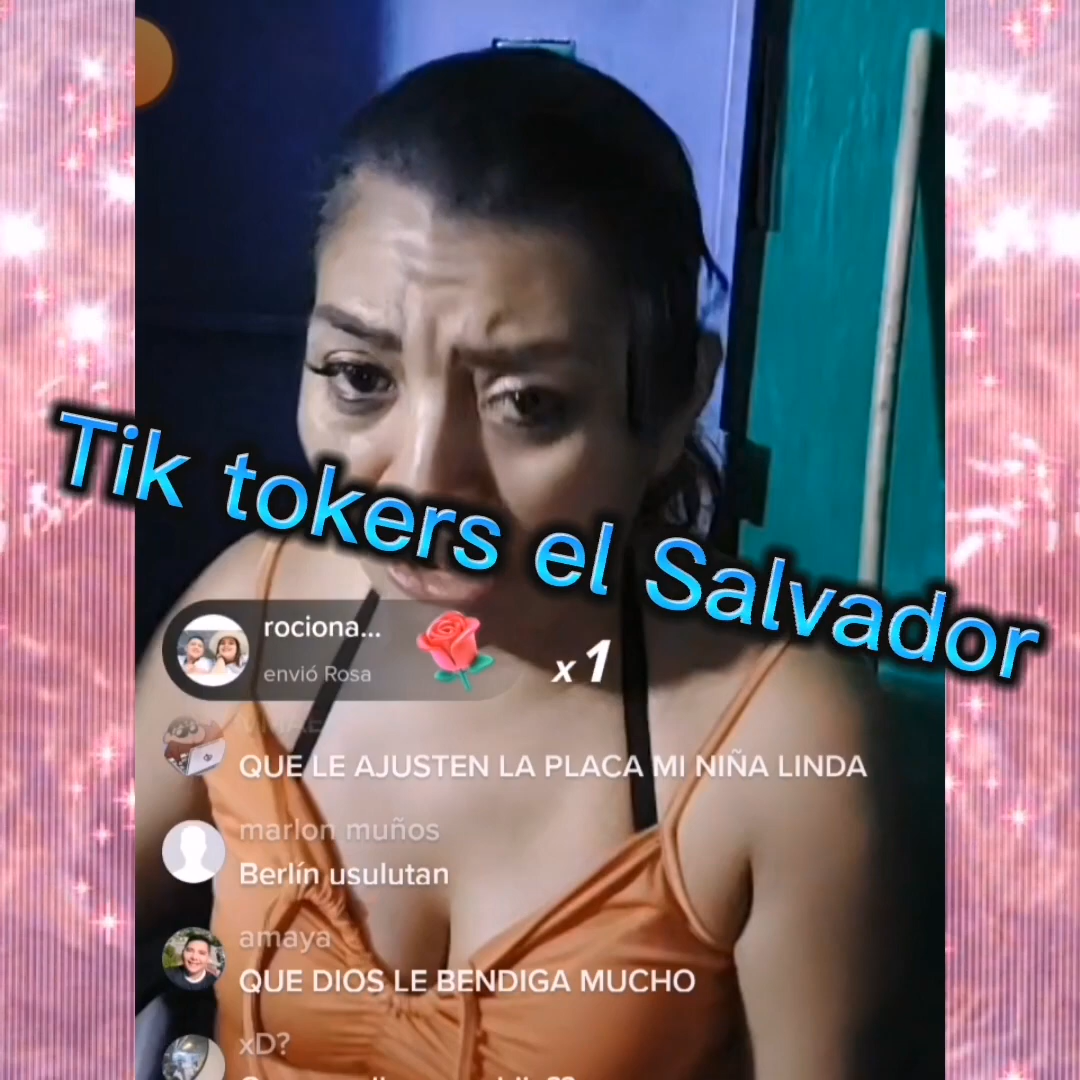 Tik tokers el Salvador
rociona...
envió Rosa
x1
QUE LE AJUSTEN LA PLACA MI NIÑA LINDA
marlon muños
Berlín usulutan
amaya
QUE DIOS LE BENDIGA MUCHO
xD?